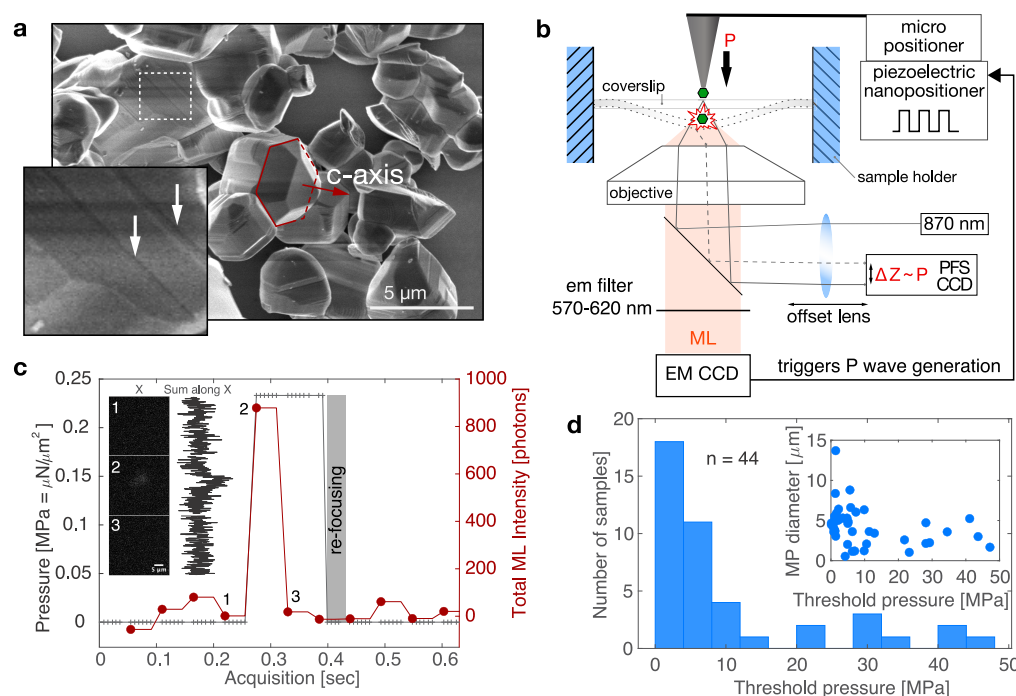 a
c-axis
5 µm
b
P
micro
positioner
piezoelectric
nanopositioner
coverslip
sample holder
objective
870 nm
ΔZ~P
PFS
CCD
em filter
570-620 nm
offset lens
ML
EM CCD
triggers P wave generation
c
X
Sum along X
1
2
3
5 µm
2
1
3
re-focusing
0.25
0.2
0.15
0.1
0.05
0
Pressure [MPa = µN/µm²]
1000
800
600
400
200
0
Total ML Intensity [photons]
0
0.1
0.2
0.3
0.4
0.5
0.6
Acquisition [sec]
d
n = 44
20
15
10
5
0
Number of samples
0
10
20
30
40
50
Threshold pressure [MPa]
15
10
5
0
MP diameter [µm]
0
10
20
30
40
50
Threshold pressure [MPa]